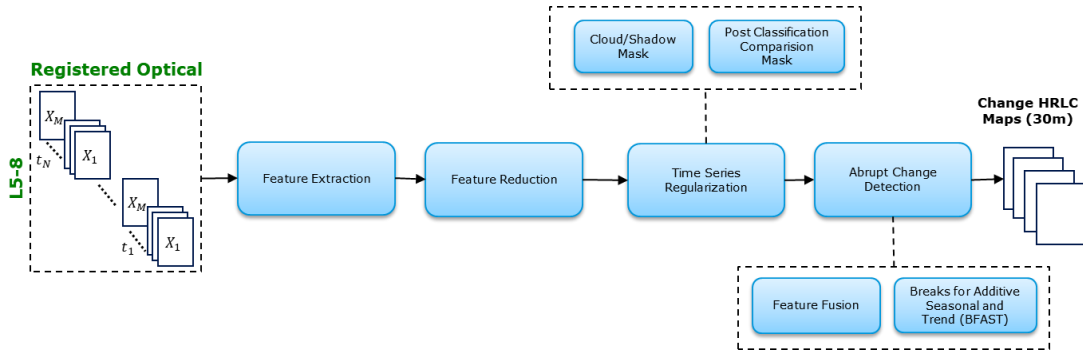 Cloud/Shadow
Mask
Post Classification
Comparision
Mask
Registered Optical
L5-8
X_M
t_N
X_1
X_M
t_1
X_1
Feature Extraction
Feature Reduction
Time Series
Regularization
Abrupt Change
Detection
Change HRLC
Maps (30m)
Feature Fusion
Breaks for Additive
Seasonal and
Trend (BFAST)